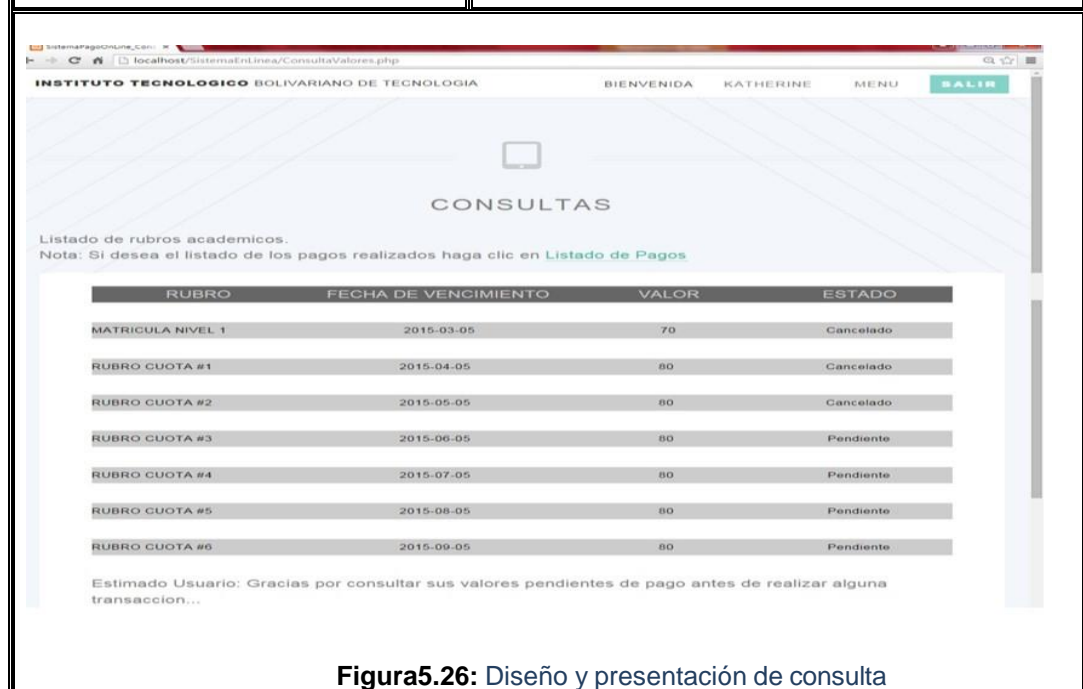 SistemaPagoOnLine_Con:
localhost/SistemaEnLinea/ConsultaValores.php
INSTITUTO TECNOLOGICO BOLIVARIANO DE TECNOLOGIA BIENVENIDA KATHERINE MENU SALIR
CONSULTAS
Listado de rubros academicos.
Nota: Si desea el listado de los pagos realizados haga clic en Listado de Pagos
RUBRO FECHA DE VENCIMIENTO VALOR ESTADO
MATRICULA NIVEL 1 2015-03-05 70 Cancelado
RUBRO CUOTA #1 2015-04-05 80 Cancelado
RUBRO CUOTA #2 2015-05-05 80 Cancelado
RUBRO CUOTA #3 2015-06-05 80 Pendiente
RUBRO CUOTA #4 2015-07-05 80 Pendiente
RUBRO CUOTA #5 2015-08-05 80 Pendiente
RUBRO CUOTA #6 2015-09-05 80 Pendiente
Estimado Usuario: Gracias por consultar sus valores pendientes de pago antes de realizar alguna
transaccion...
Figura5.26: Diseño y presentación de consulta